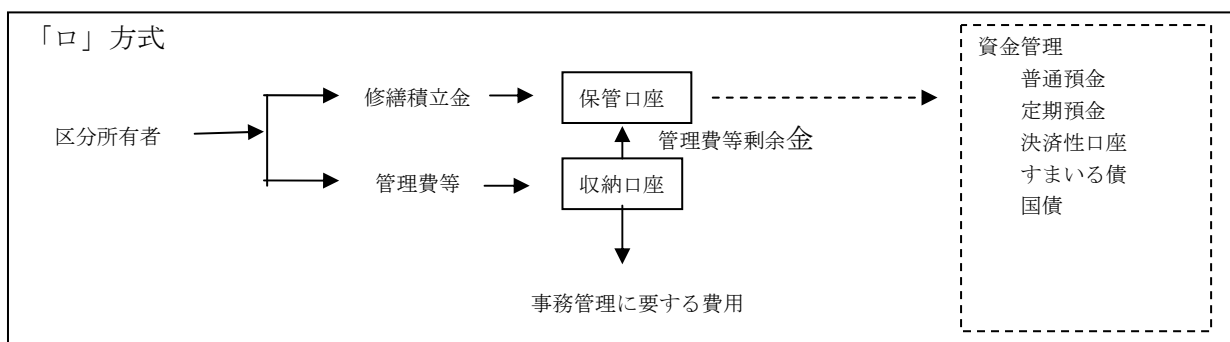 「ロ」方式
資金管理
普通預金
定期預金
決済性口座
すまいる債
国債
修繕積立金
保管口座
区分所有者
管理費等剰余金
管理費等
収納口座
事務管理に要する費用